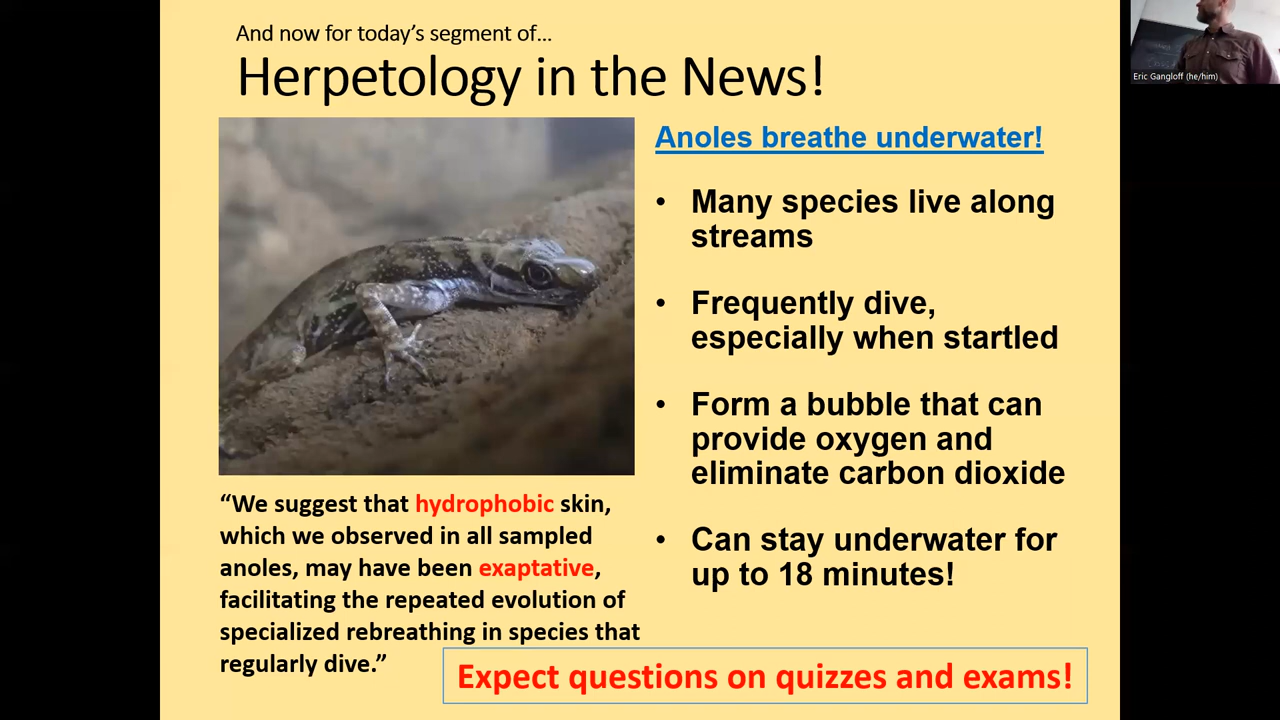 And now for today’s segment of...
Herpetology in the News!
Eric Gangloff (he/him)
Anoles breathe underwater!
• Many species live along
streams
• Frequently dive,
especially when startled
• Form a bubble that can
provide oxygen and
eliminate carbon dioxide
• Can stay underwater for
up to 18 minutes!
“We suggest that hydrophobic skin,
which we observed in all sampled
anoles, may have been exaptative,
facilitating the repeated evolution of
specialized rebreathing in species that
regularly dive.”
Expect questions on quizzes and exams!